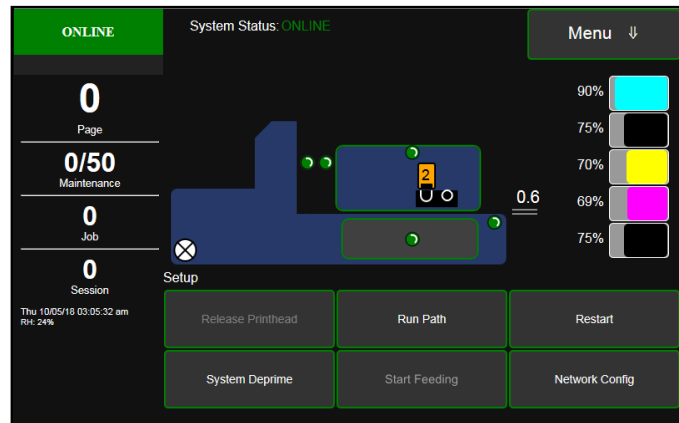 ONLINE
System Status: ONLINE
Menu ⇓
0
Page
0/50
Maintenance
0
Job
0
Session
Thu 10/05/18 03:05:32 am
RH: 24%
2
0.6
90%
75%
70%
69%
75%
Setup
Release Printhead
Run Path
Restart
System Deprime
Start Feeding
Network Config